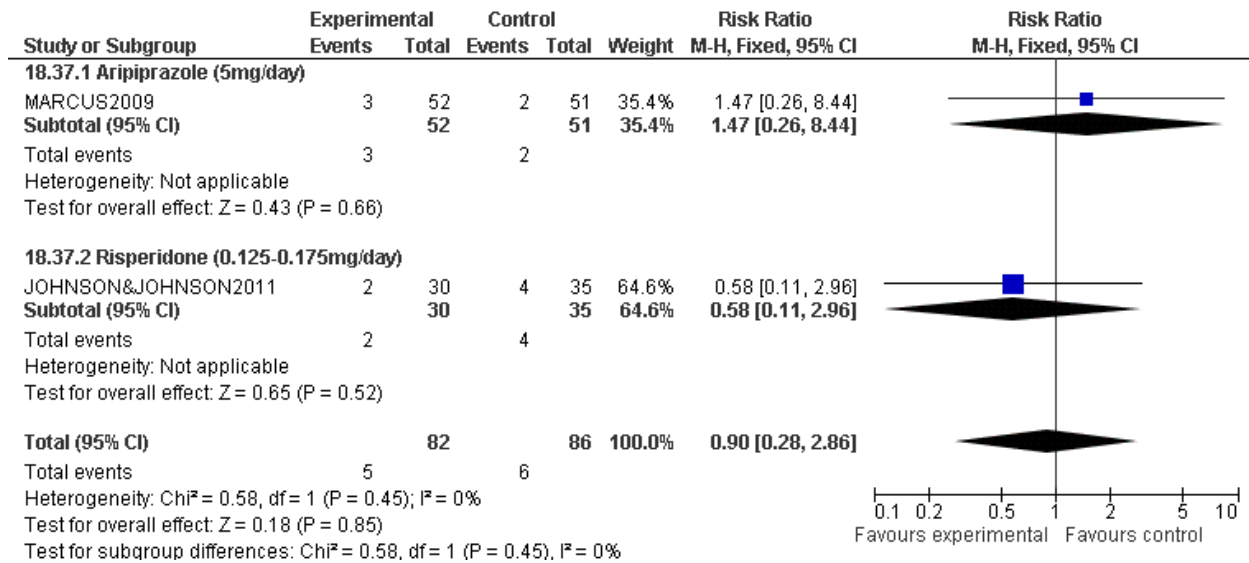 Experimental Control Risk Ratio Risk Ratio
Study or Subgroup Events Total Events Total Weight M-H, Fixed, 95% CI M-H, Fixed, 95% CI
18.37.1 Aripiprazole (5mg/day)
MARCUS2009 3 52 2 51 35.4% 1.47 [0.26, 8.44]
Subtotal (95% CI) 52 51 35.4% 1.47 [0.26, 8.44]
Total events 3 2
Heterogeneity: Not applicable
Test for overall effect: Z = 0.43 (P = 0.66)
18.37.2 Risperidone (0.125-0.175mg/day)
JOHNSON&JOHNSON2011 2 30 4 35 64.6% 0.58 [0.11, 2.96]
Subtotal (95% CI) 30 35 64.6% 0.58 [0.11, 2.96]
Total events 2 4
Heterogeneity: Not applicable
Test for overall effect: Z = 0.65 (P = 0.52)
Total (95% CI) 82 86 100.0% 0.90 [0.28, 2.86]
Total events 5 6
Heterogeneity: Chi² = 0.58, df = 1 (P = 0.45); I² = 0%
Test for overall effect: Z = 0.18 (P = 0.85)
Test for subgroup differences: Chi² = 0.58, df = 1 (P = 0.45), I² = 0%
0.1 0.2 0.5 1 2 5 10
Favours experimental Favours control